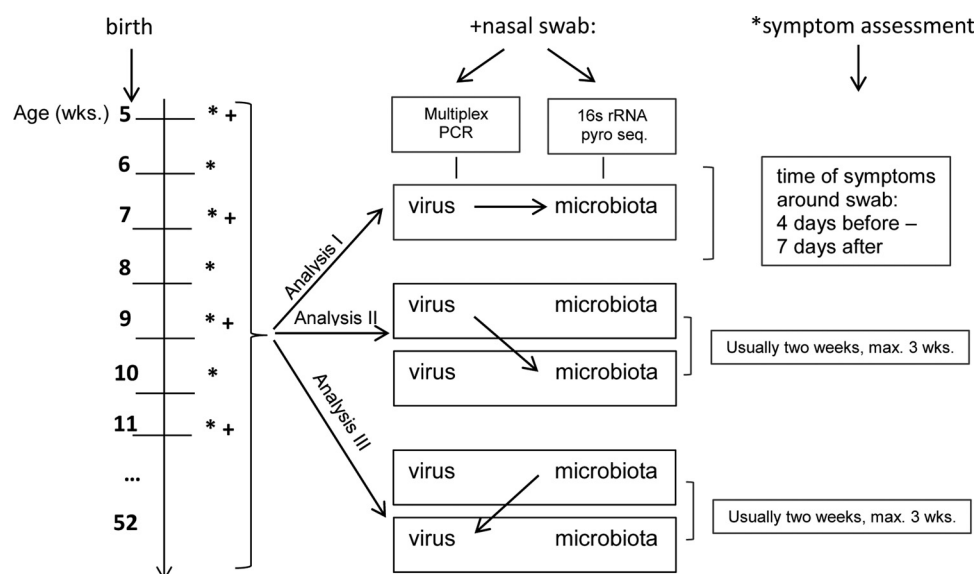 birth
+nasal swab:
*symptom assessment
Age (wks.) 5 * +
6 *
7 * +
8 *
9 * +
10 *
11 * +
...
52
Multiplex
PCR
16s rRNA
pyro seq.
Analysis I
Analysis II
Analysis III
virus microbiota
time of symptoms
around swab:
4 days before –
7 days after
virus microbiota
virus microbiota
Usually two weeks, max. 3 wks.
virus microbiota
virus microbiota
Usually two weeks, max. 3 wks.